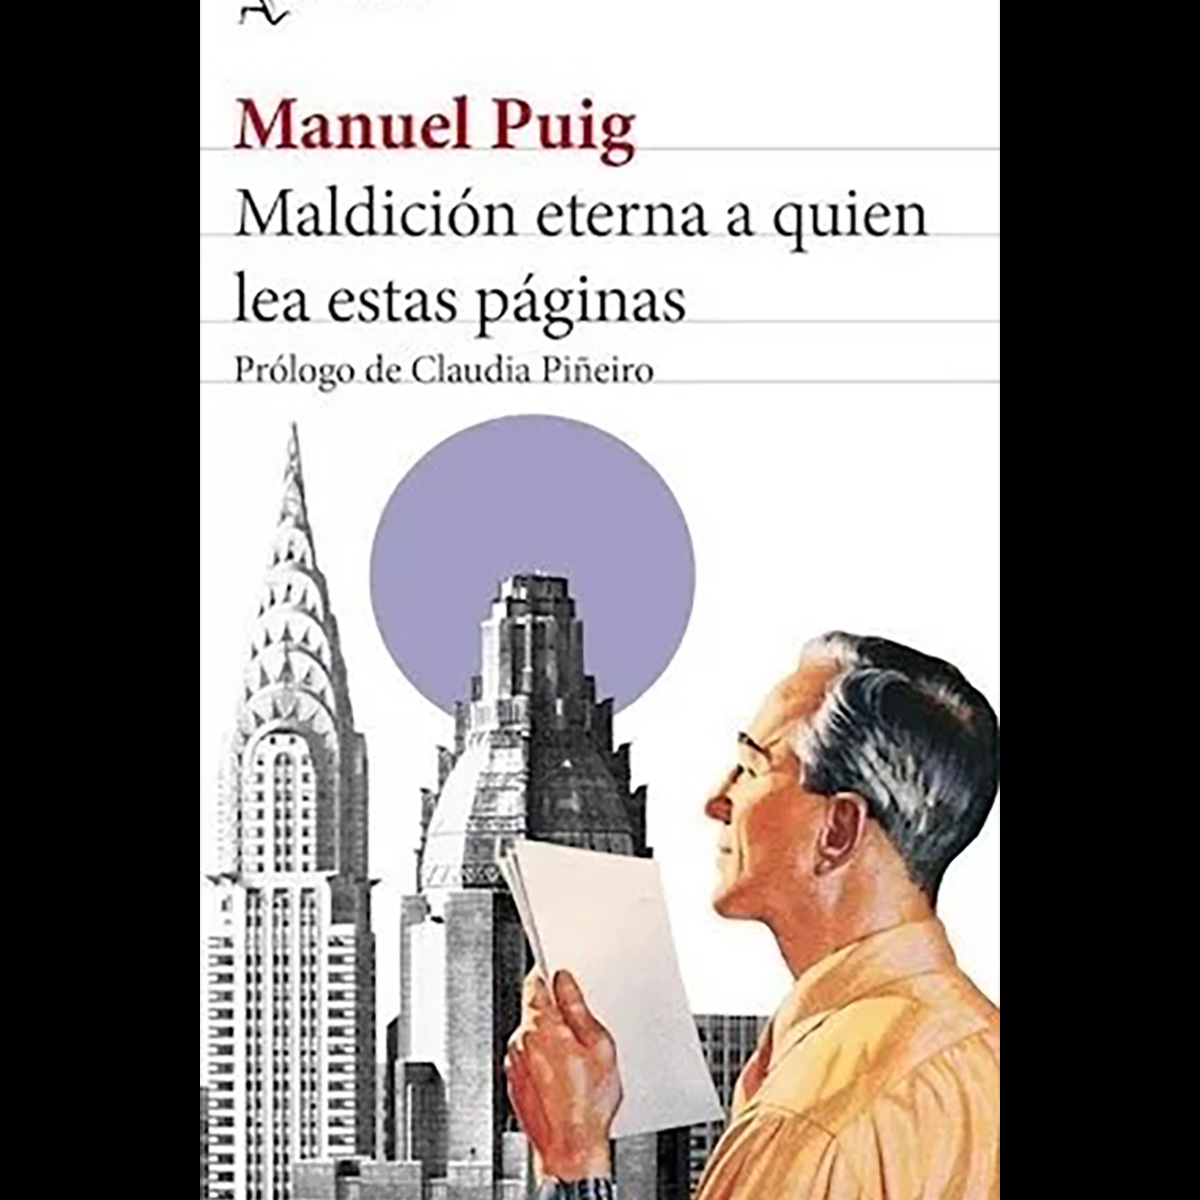 Manuel Puig
Maldición eterna a quien
lea estas páginas
Prólogo de Claudia Piñeiro